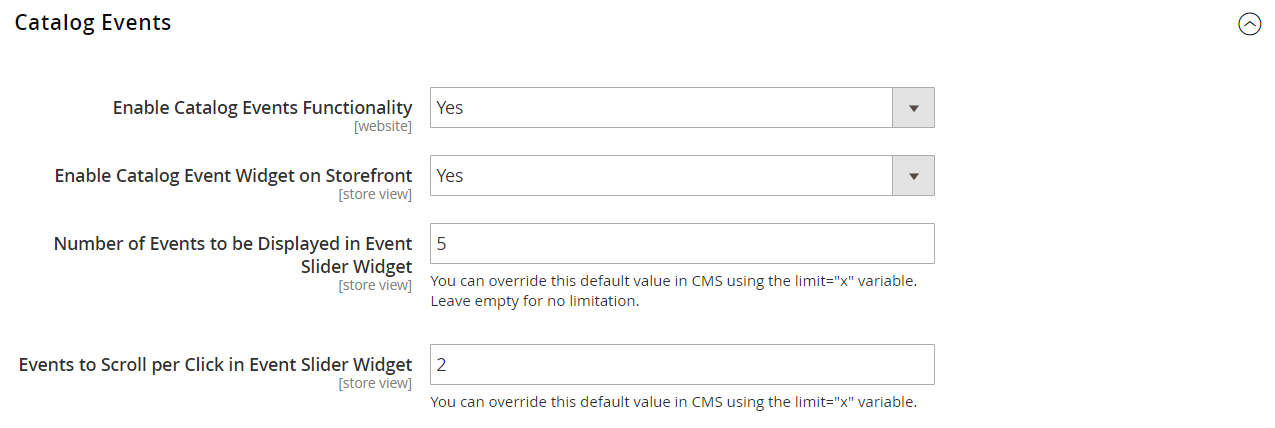 Catalog Events
Enable Catalog Events Functionality
[website]
Yes
Enable Catalog Event Widget on Storefront
[store view]
Yes
Number of Events to be Displayed in Event
Slider Widget
[store view]
5
You can override this default value in CMS using the limit="x" variable.
Leave empty for no limitation.
Events to Scroll per Click in Event Slider Widget
[store view]
2
You can override this default value in CMS using the limit="x" variable.